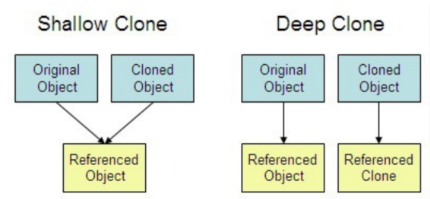 Shallow Clone
Deep Clone
Original
Object
Cloned
Object
Original
Object
Cloned
Object
Referenced
Object
Referenced
Object
Referenced
Clone